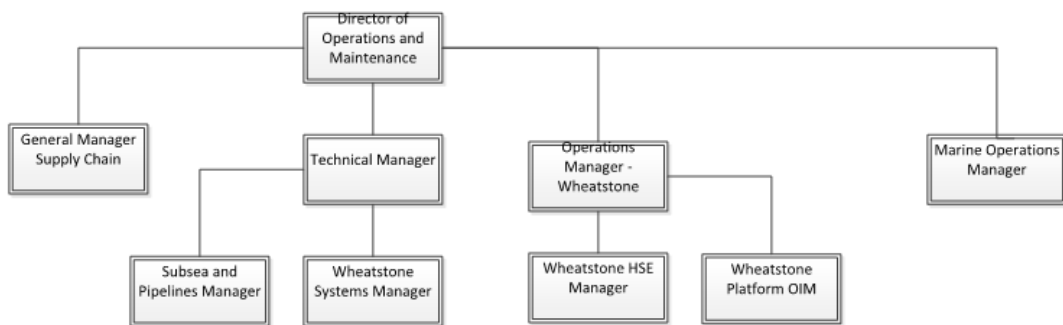 Director of
Operations and
Maintenance
General Manager
Supply Chain
Technical Manager
Operations
Manager -
Wheatstone
Marine Operations
Manager
Subsea and
Pipelines Manager
Wheatstone
Systems Manager
Wheatstone HSE
Manager
Wheatstone
Platform OIM